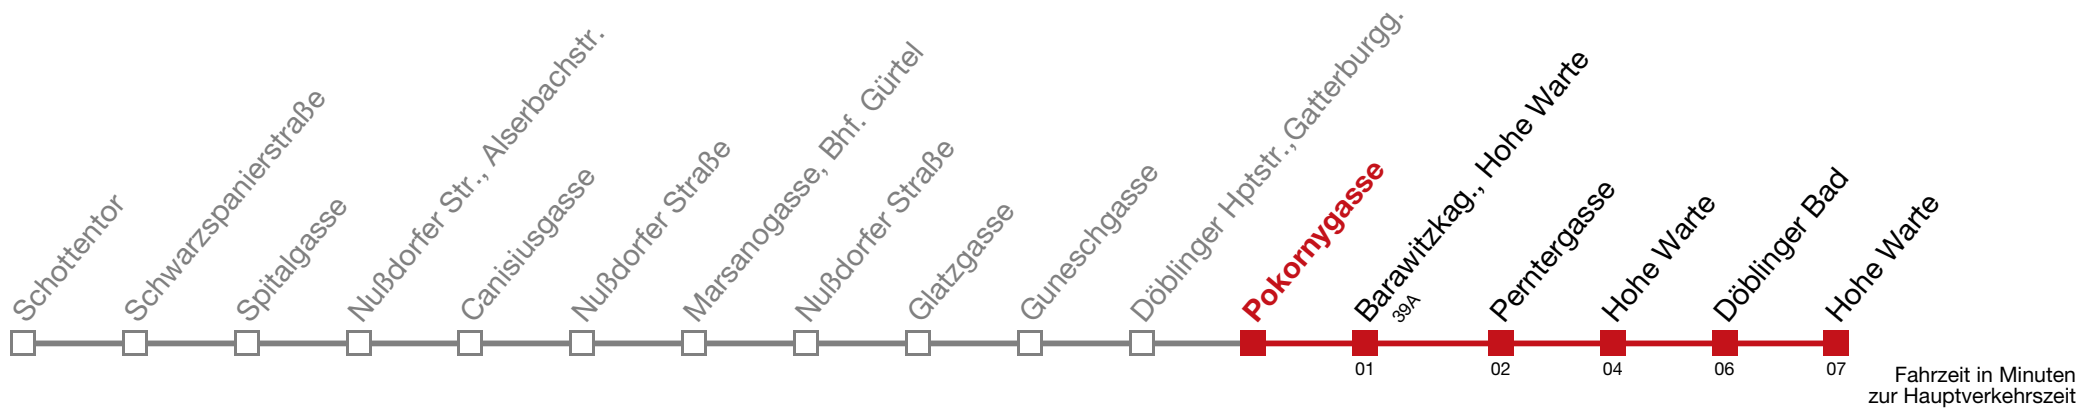 Schottentor
Schwarzspanierstraße
Spitalgasse
Nußdorfer Str., Alserbachstr.
Canisiusgasse
Nußdorfer Straße
Marsanogasse, Bhf. Gürtel
Nußdorfer Straße
Glatzgasse
Guneschgasse
Döblinger Hptstr.,Gatterburgg.
Pokornygasse
Barawitzkag., Hohe Warte
39A
Perntergasse
Hohe Warte
Döblinger Bad
Hohe Warte
01
02
04
06
07
Fahrzeit in Minuten
zur Hauptverkehrszeit